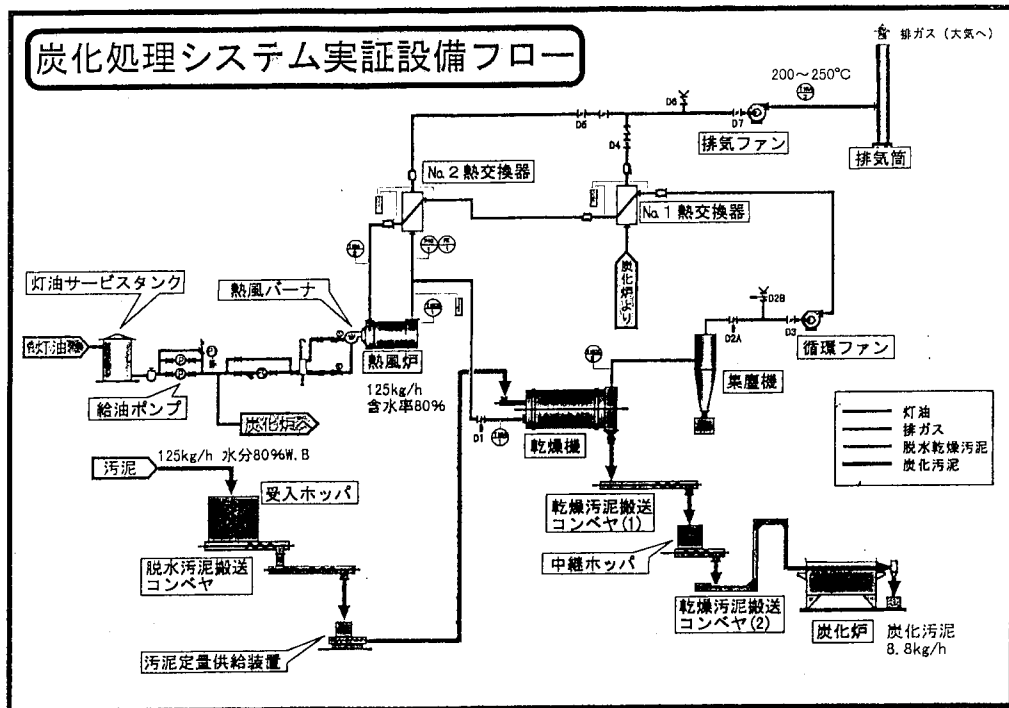 炭化処理システム実証設備フロー
排ガス（大気へ）
200～250°C
D6
D5
D7
D4
排気ファン
排気筒
No.2 熱交換器
No.1 熱交換器
炭化炉より
灯油サービスタンク
熱風バーナ
D2B
D2A
D3
循環ファン
熱風炉
集塵機
125kg/h
含水率80%
給油ポンプ
D1
乾燥機
炭化炉へ
灯油
排ガス
脱水乾燥汚泥
炭化汚泥
汚泥
125kg/h 水分80%W.B
受入ホッパ
乾燥汚泥搬送
コンベヤ(1)
脱水汚泥搬送
コンベヤ
中継ホッパ
乾燥汚泥搬送
コンベヤ(2)
炭化炉
炭化汚泥
8.8kg/h
汚泥定量供給装置